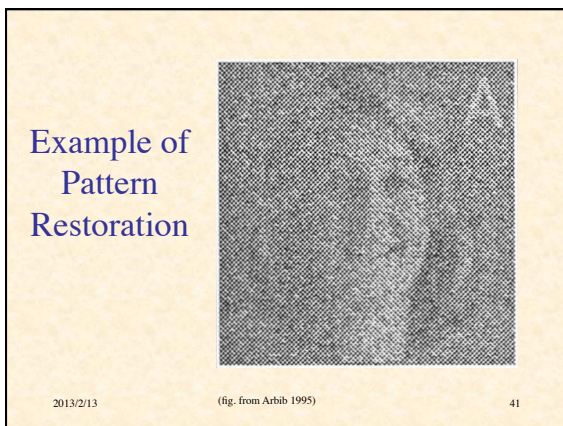 Example of
Pattern
Restoration
A
2013/2/13
(fig. from Arbib 1995)
41